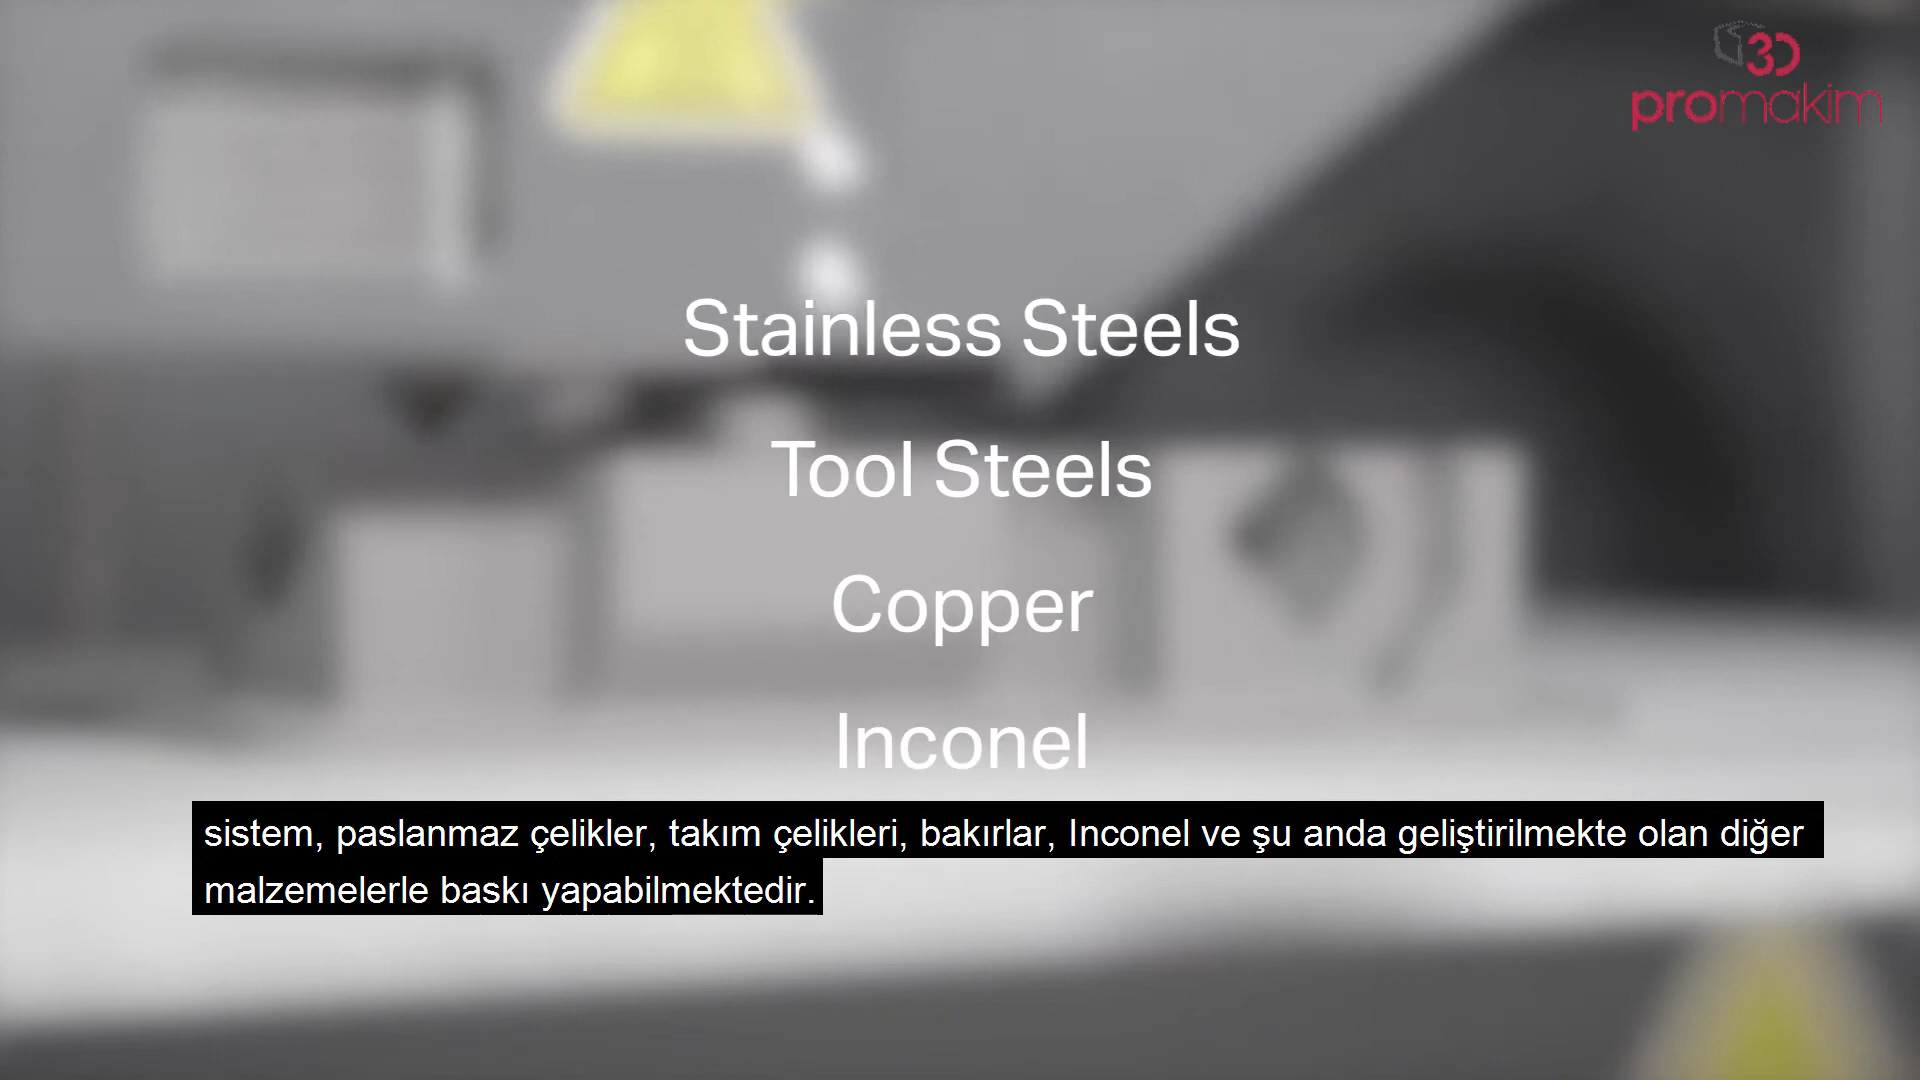 3D
promakim
Stainless Steels
Tool Steels
Copper
Inconel
sistem, paslanmaz çelikler, takım çelikleri, bakırlar, Inconel ve şu anda geliştirilmekte olan diğer
malzemelerle baskı yapabilmektedir.